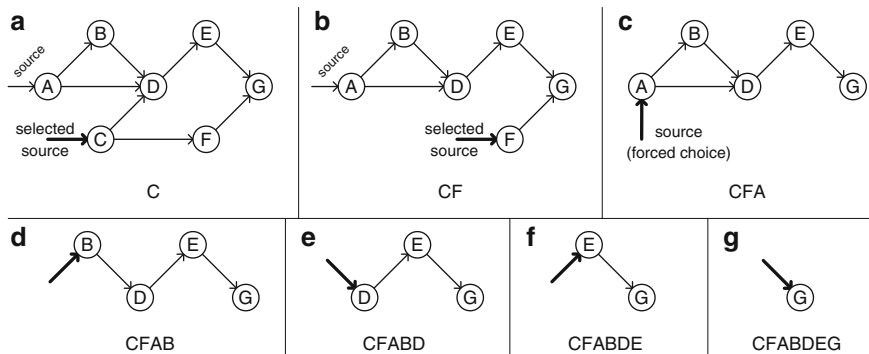 a
B
E
source
A
D
G
selected
source
C
F
C
b
B
E
source
A
D
G
selected
source
F
CF
c
B
E
A
D
G
source
(forced choice)
CFA
d
B
E
D
G
CFAB
e
E
D
G
CFABD
f
E
G
CFABDE
g
G
CFABDEG